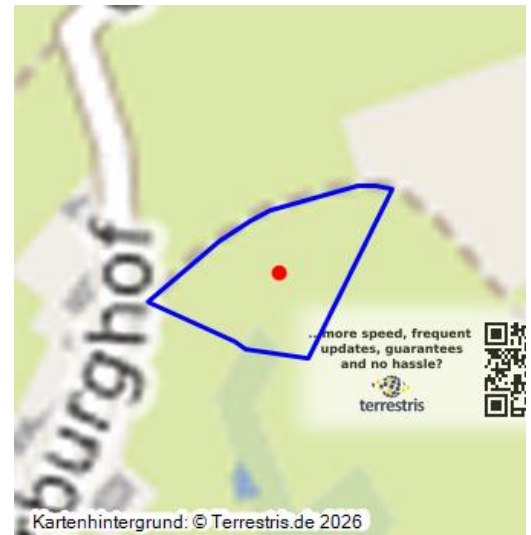 burghof
...more speed, frequent
updates, guarantees
and no hassle?
terrestris
Kartenhintergrund: © Terrestris.de 2026